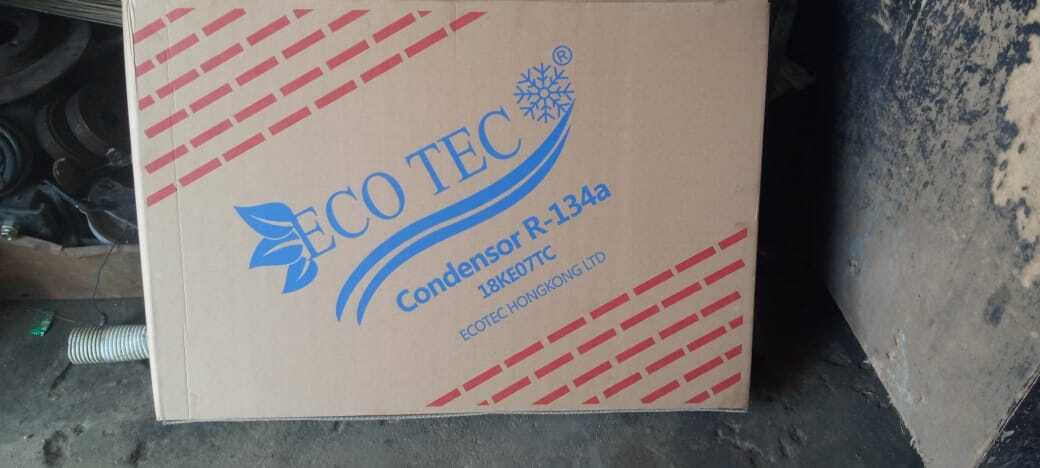 ECO TEC ®
Condensor R-134a
18KE07TC
ECOTEC HONGKONG LTD